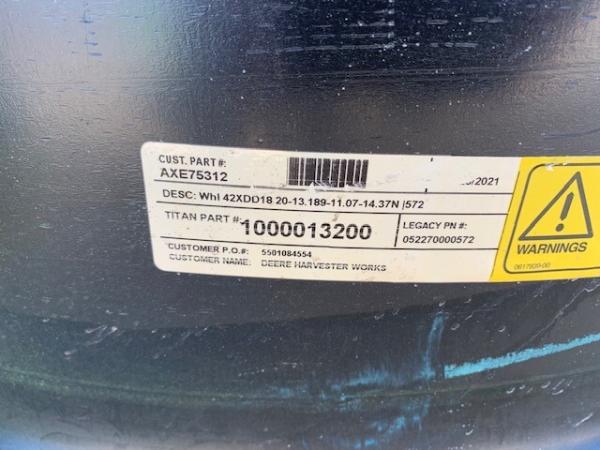 CUST. PART#:
AXE75312
/2021
DESC: Whl 42XDD18 20-13.189-11.07-14.37N |572
TITAN PART #: 1000013200
LEGACY PN #:
052270000572
CUSTOMER P.O.#: 5501084554
CUSTOMER NAME: DEERE HARVESTER WORKS
WARNINGS